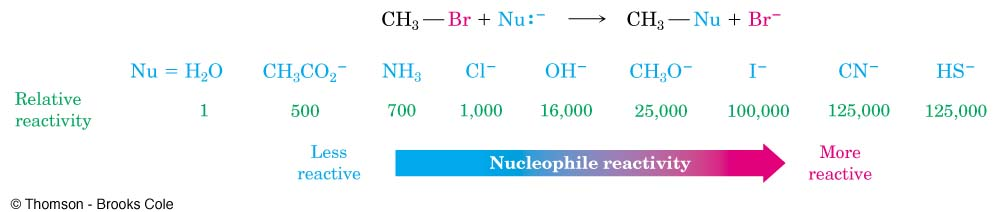 CH₃—Br + Nu:⁻ ⟶ CH₃—Nu + Br⁻
Nu = H₂O CH₃CO₂⁻ NH₃ Cl⁻ OH⁻ CH₃O⁻ I⁻ CN⁻ HS⁻
Relative
reactivity
1 500 700 1,000 16,000 25,000 100,000 125,000 125,000
Less
reactive
Nucleophile reactivity
More
reactive
© Thomson - Brooks Cole